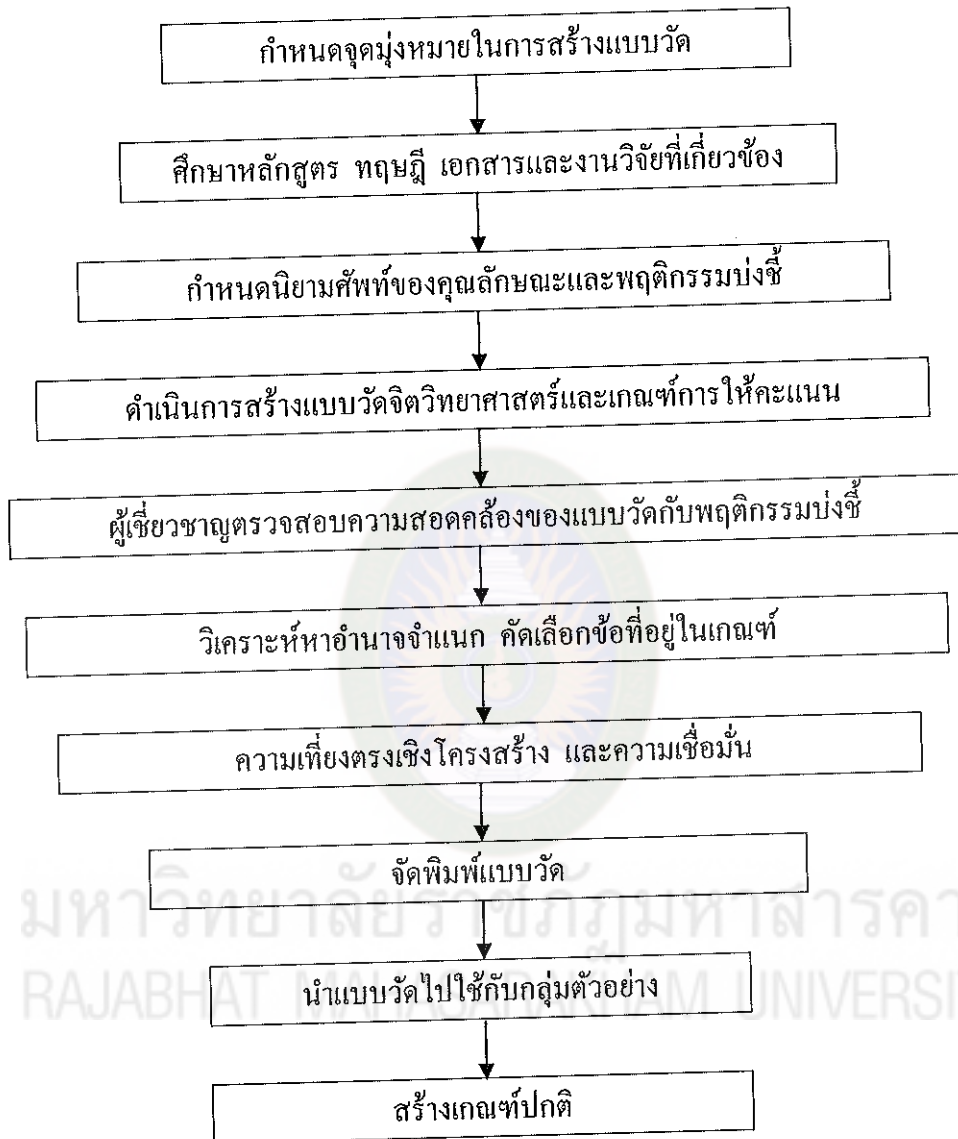 กำหนดจุดมุ่งหมายในการสร้างแบบวัด
ศึกษาหลักสูตร ทฤษฎี เอกสารและงานวิจัยที่เกี่ยวข้อง
กำหนดนิยามศัพท์ของคุณลักษณะและพฤติกรรมบ่งชี้
ดำเนินการสร้างแบบวัดจิตวิทยาศาสตร์และเกณฑ์การให้คะแนน
ผู้เชี่ยวชาญตรวจสอบความสอดคล้องของแบบวัดกับพฤติกรรมบ่งชี้
วิเคราะห์หาอำนาจจำแนก คัดเลือกข้อที่อยู่ในเกณฑ์
ความเที่ยงตรงเชิงโครงสร้าง และความเชื่อมั่น
จัดพิมพ์แบบวัด
มหาวิทยาลัยราชภัฏมหาสารคา
นำแบบวัดไปใช้กับกลุ่มตัวอย่าง
RAJABHAT MAHASARAKHAM UNIVERSI
สร้างเกณฑ์ปกติ